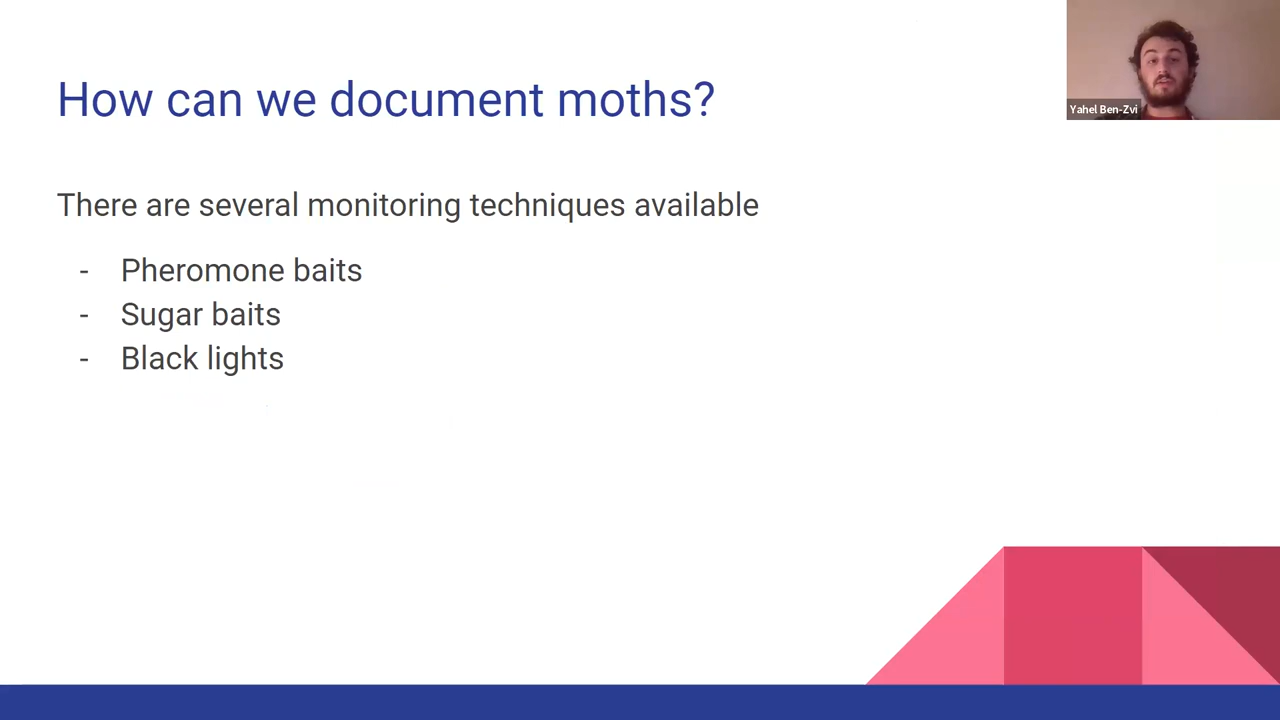 How can we document moths?
Yahel Ben-Zvi
There are several monitoring techniques available
- Pheromone baits
- Sugar baits
- Black lights